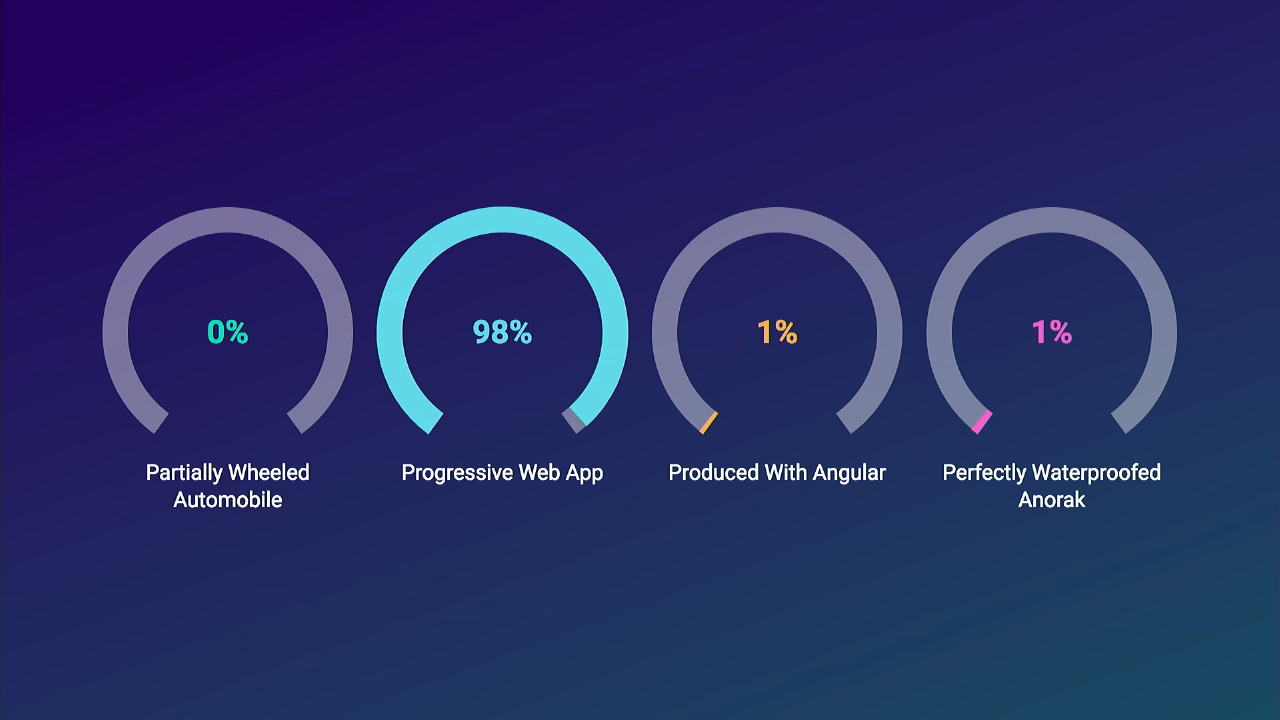 0%
98%
1%
1%
Partially Wheeled
Automobile
Progressive Web App
Produced With Angular
Perfectly Waterproofed
Anorak